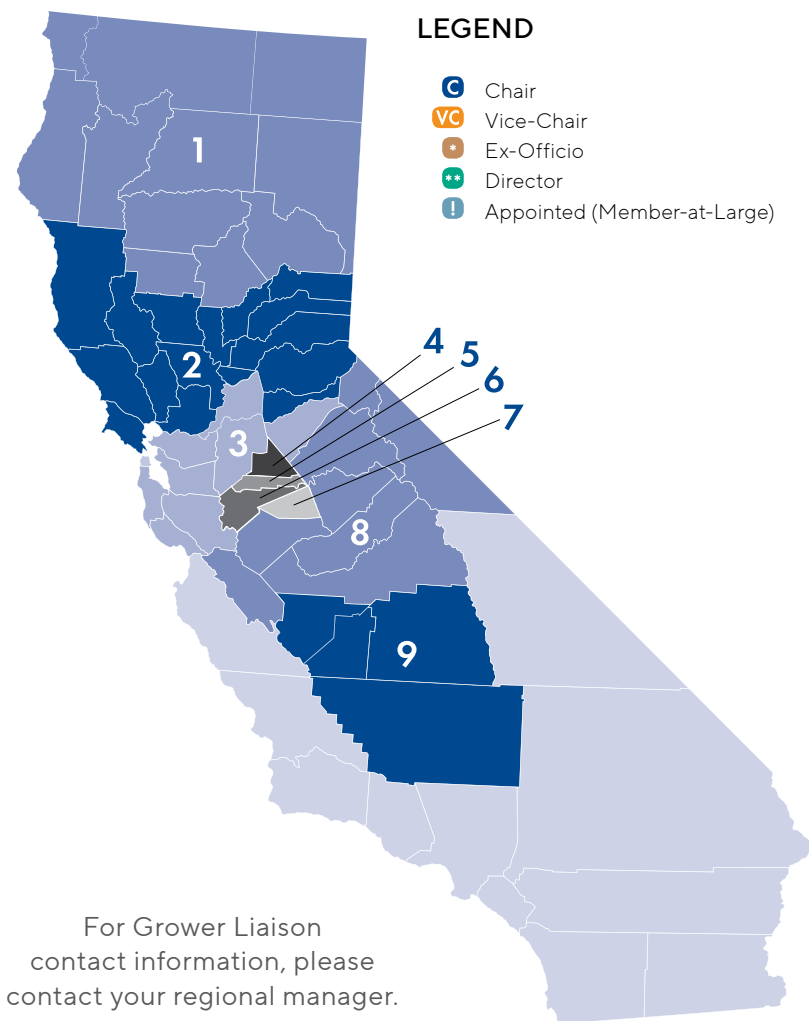 LEGEND
C Chair
VC Vice-Chair
* Ex-Officio
** Director
! Appointed (Member-at-Large)
1
2
3
4
5
6
7
8
9
For Grower Liaison
contact information, please
contact your regional manager.